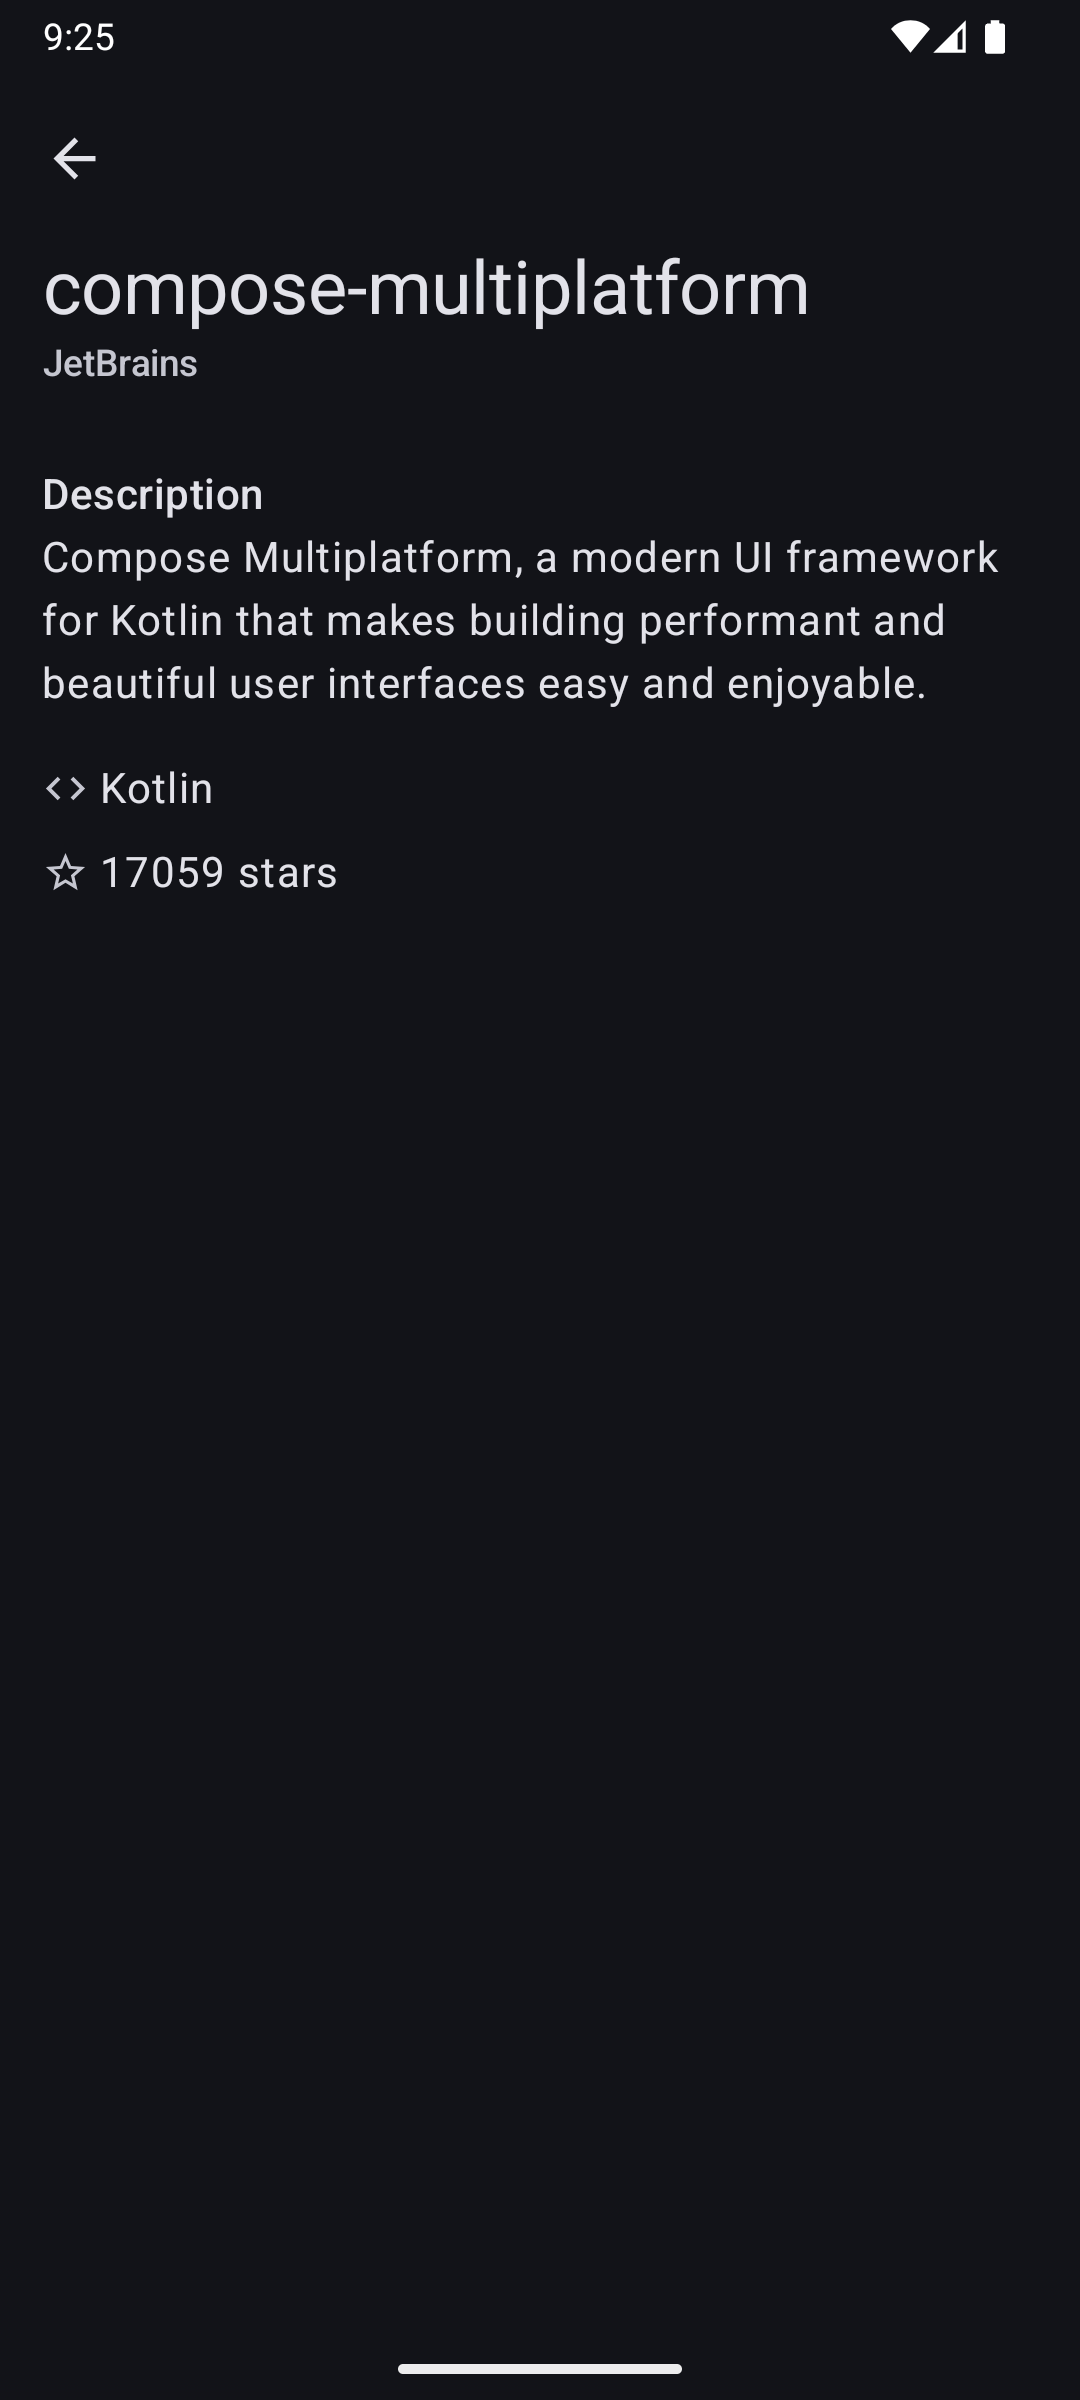 9:25
compose-multiplatform
JetBrains
Description
Compose Multiplatform, a modern UI framework
for Kotlin that makes building performant and
beautiful user interfaces easy and enjoyable.
Kotlin
17059 stars